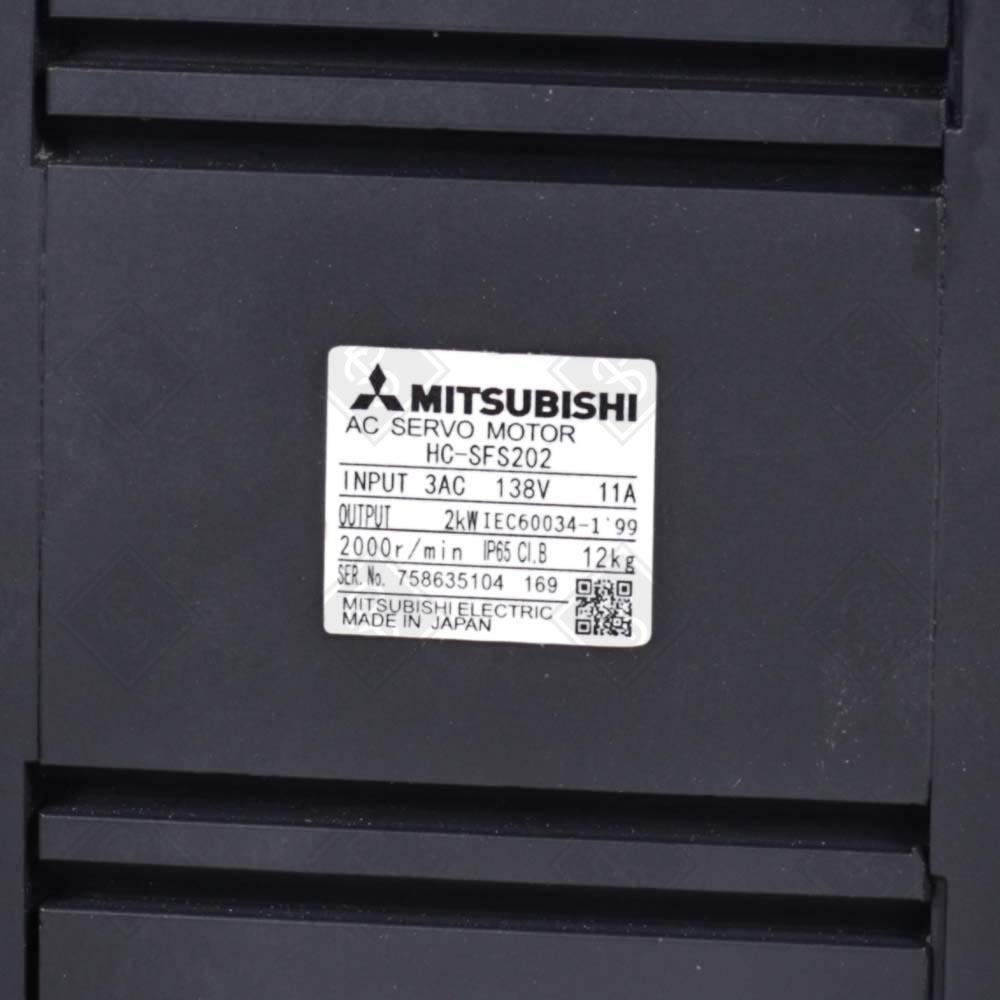 MITSUBISHI
AC SERVO MOTOR
HC-SFS202
INPUT 3AC 138V 11A
OUTPUT 2kW IEC60034-1'99
2000r/min IP65 Cl.B 12kg
SER.No. 758635104 169
MITSUBISHI ELECTRIC
MADE IN JAPAN